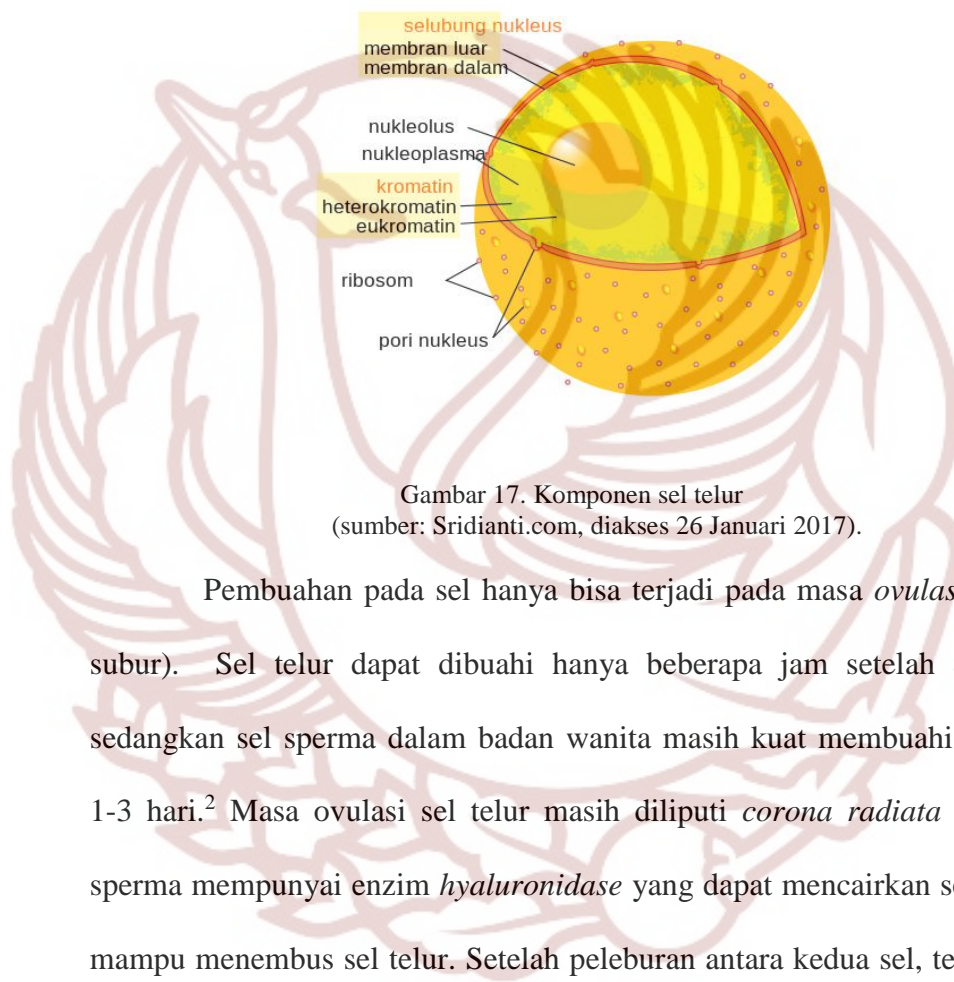 selubung nukleus
membran luar
membran dalam
nukleolus
nukleoplasma
kromatin
heterokromatin
eukromatin
ribosom
pori nukleus
Gambar 17. Komponen sel telur
(sumber: Sridianti.com, diakses 26 Januari 2017).
Pembuahan pada sel hanya bisa terjadi pada masa ovulas
subur). Sel telur dapat dibuahi hanya beberapa jam setelah
sedangkan sel sperma dalam badan wanita masih kuat membuahi
1-3 hari.² Masa ovulasi sel telur masih diliputi corona radiata
sperma mempunyai enzim hyaluronidase yang dapat mencairkan
mampu menembus sel telur. Setelah peleburan antara kedua sel,